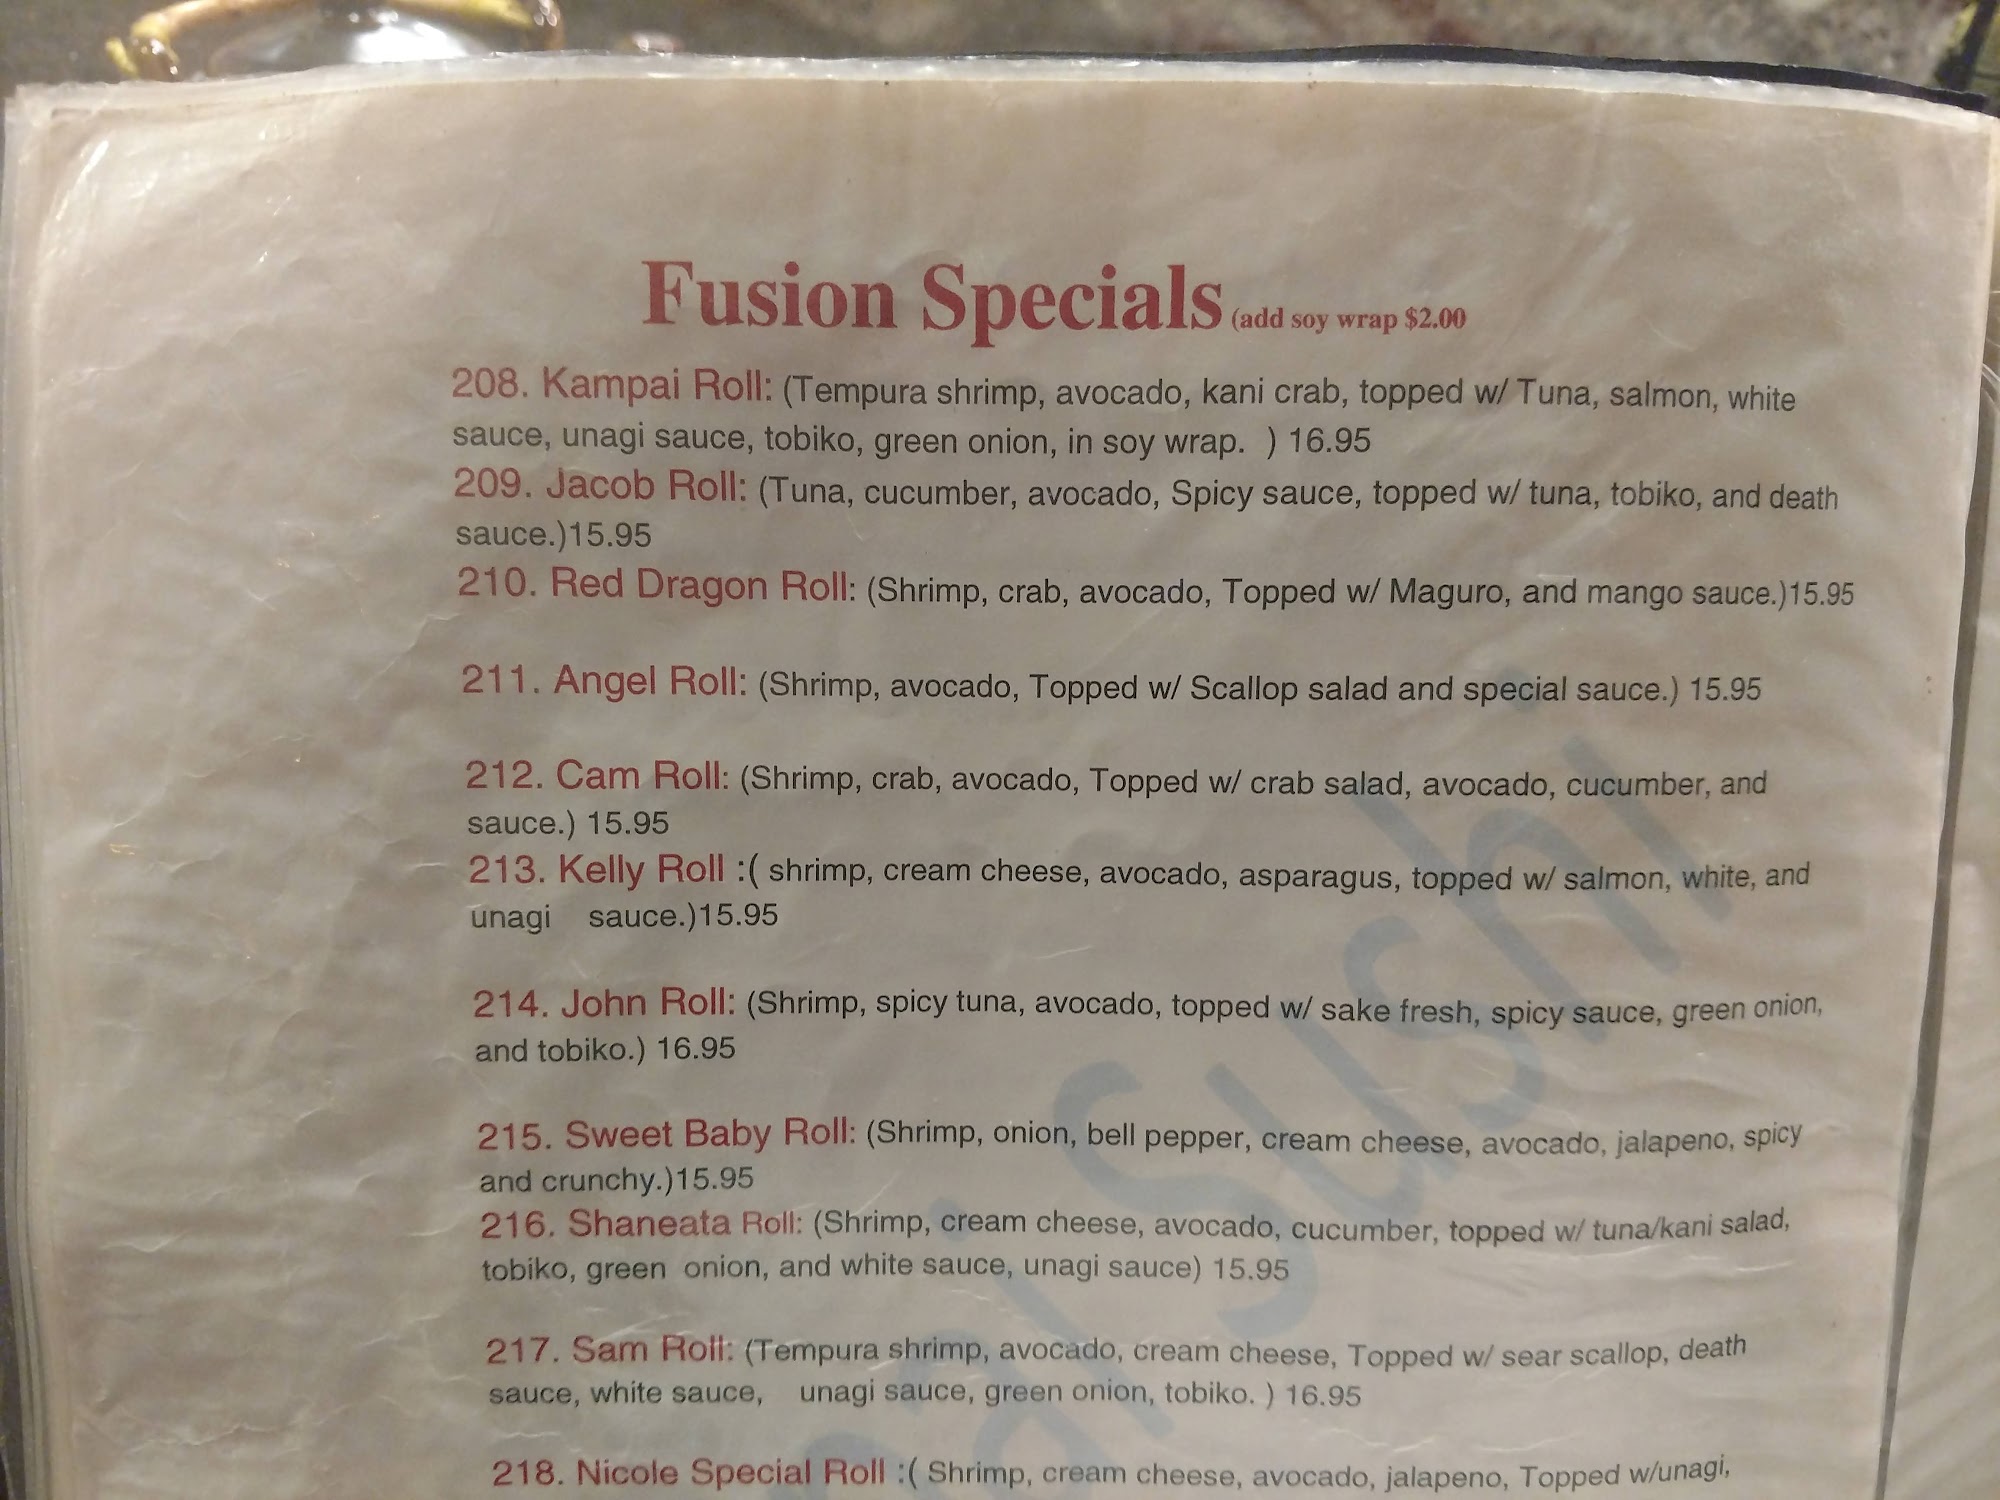 Fusion Specials (add soy wrap $2.00
208. Kampai Roll: (Tempura shrimp, avocado, kani crab, topped w/ Tuna, salmon, white
sauce, unagi sauce, tobiko, green onion, in soy wrap. ) 16.95
209. Jacob Roll: (Tuna, cucumber, avocado, Spicy sauce, topped w/ tuna, tobiko, and death
sauce.)15.95
210. Red Dragon Roll: (Shrimp, crab, avocado, Topped w/ Maguro, and mango sauce.)15.95
211. Angel Roll: (Shrimp, avocado, Topped w/ Scallop salad and special sauce.) 15.95
212. Cam Roll: (Shrimp, crab, avocado, Topped w/ crab salad, avocado, cucumber, and
sauce.) 15.95
213. Kelly Roll :( shrimp, cream cheese, avocado, asparagus, topped w/ salmon, white, and
unagi sauce.)15.95
214. John Roll: (Shrimp, spicy tuna, avocado, topped w/ sake fresh, spicy sauce, green onion,
and tobiko.) 16.95
215. Sweet Baby Roll: (Shrimp, onion, bell pepper, cream cheese, avocado, jalapeno, spicy
and crunchy.)15.95
216. Shaneata Roll: (Shrimp, cream cheese, avocado, cucumber, topped w/ tuna/kani salad,
tobiko, green onion, and white sauce, unagi sauce) 15.95
217. Sam Roll: (Tempura shrimp, avocado, cream cheese, Topped w/ sear scallop, death
sauce, white sauce, unagi sauce, green onion, tobiko. ) 16.95
218. Nicole Special Roll :( Shrimp, cream cheese, avocado, jalapeno, Topped w/unagi,
Sushi